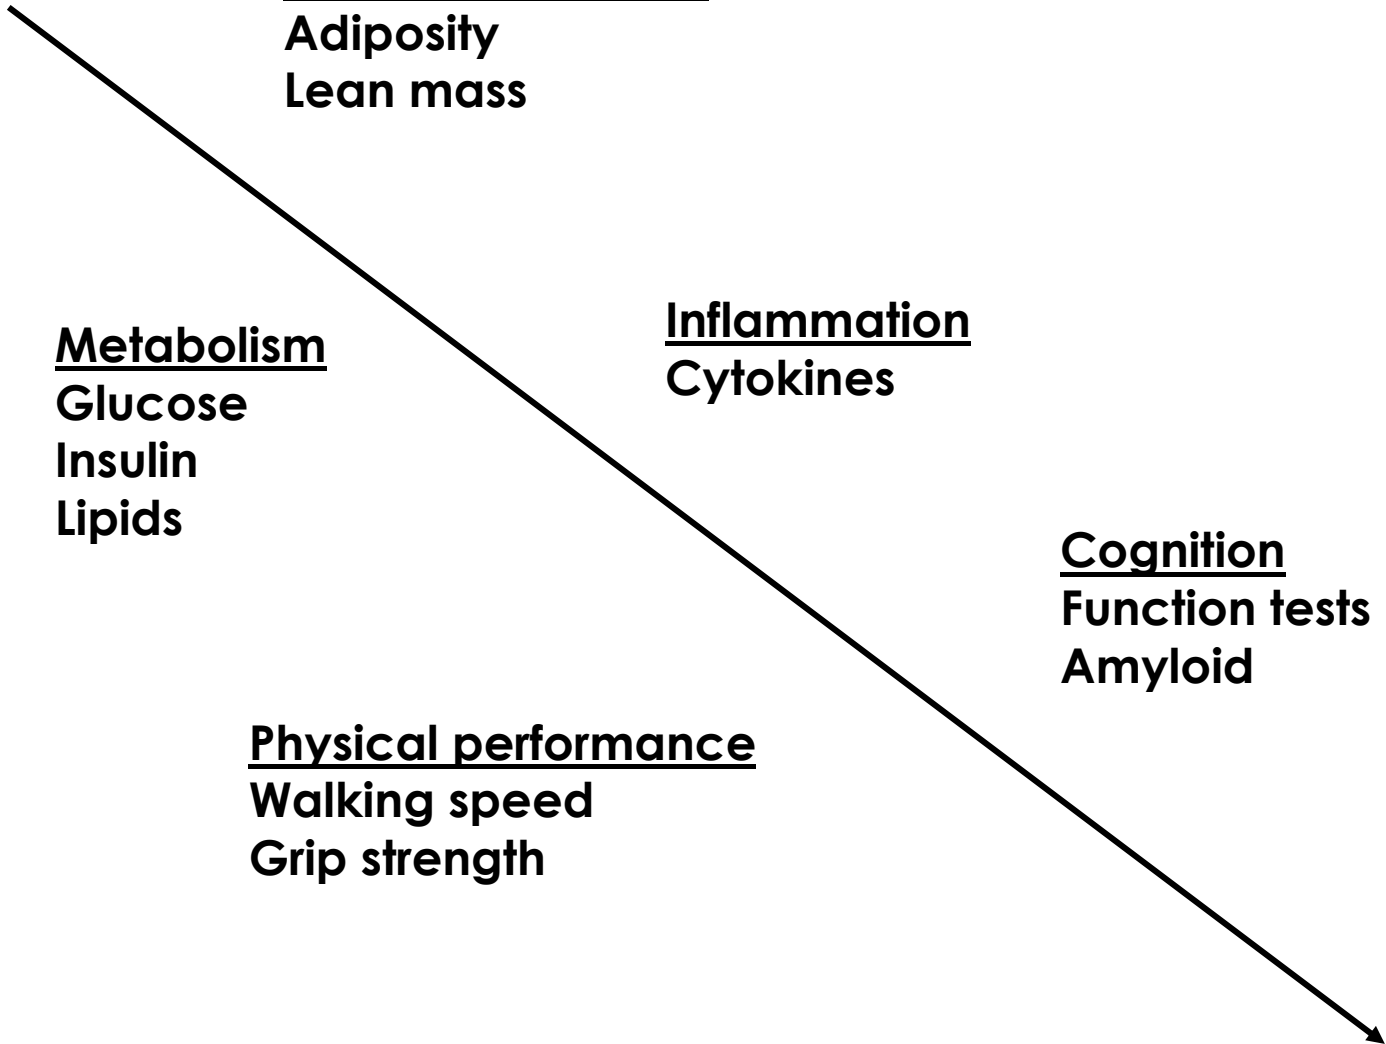 Adiposity
Lean mass
Inflammation
Cytokines
Metabolism
Glucose
Insulin
Lipids
Cognition
Function tests
Amyloid
Physical performance
Walking speed
Grip strength